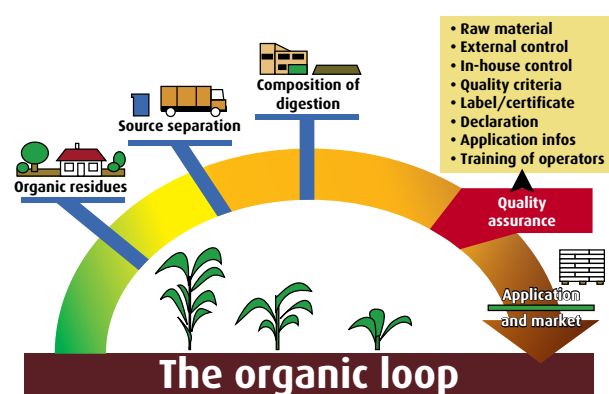 • Raw material
• External control
• In-house control
• Quality criteria
• Label/certificate
• Declaration
• Application infos
• Training of operators
Composition of
digestion
Source separation
Organic residues
Quality
assurance
Application
and market
The organic loop